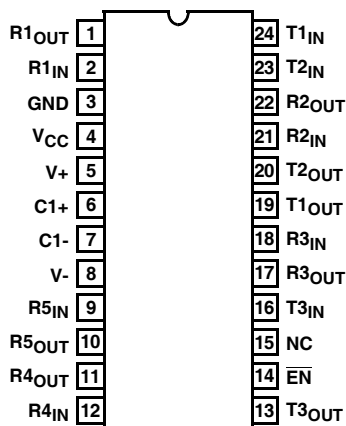 R1OUT 1 24 T1IN
R1IN 2 23 T2IN
GND 3 22 R2OUT
VCC 4 21 R2IN
V+ 5 20 T2OUT
C1+ 6 19 T1OUT
C1- 7 18 R3IN
V- 8 17 R3OUT
R5IN 9 16 T3IN
R5OUT 10 15 NC
R4OUT 11 14 E̅N̅
R4IN 12 13 T3OUT